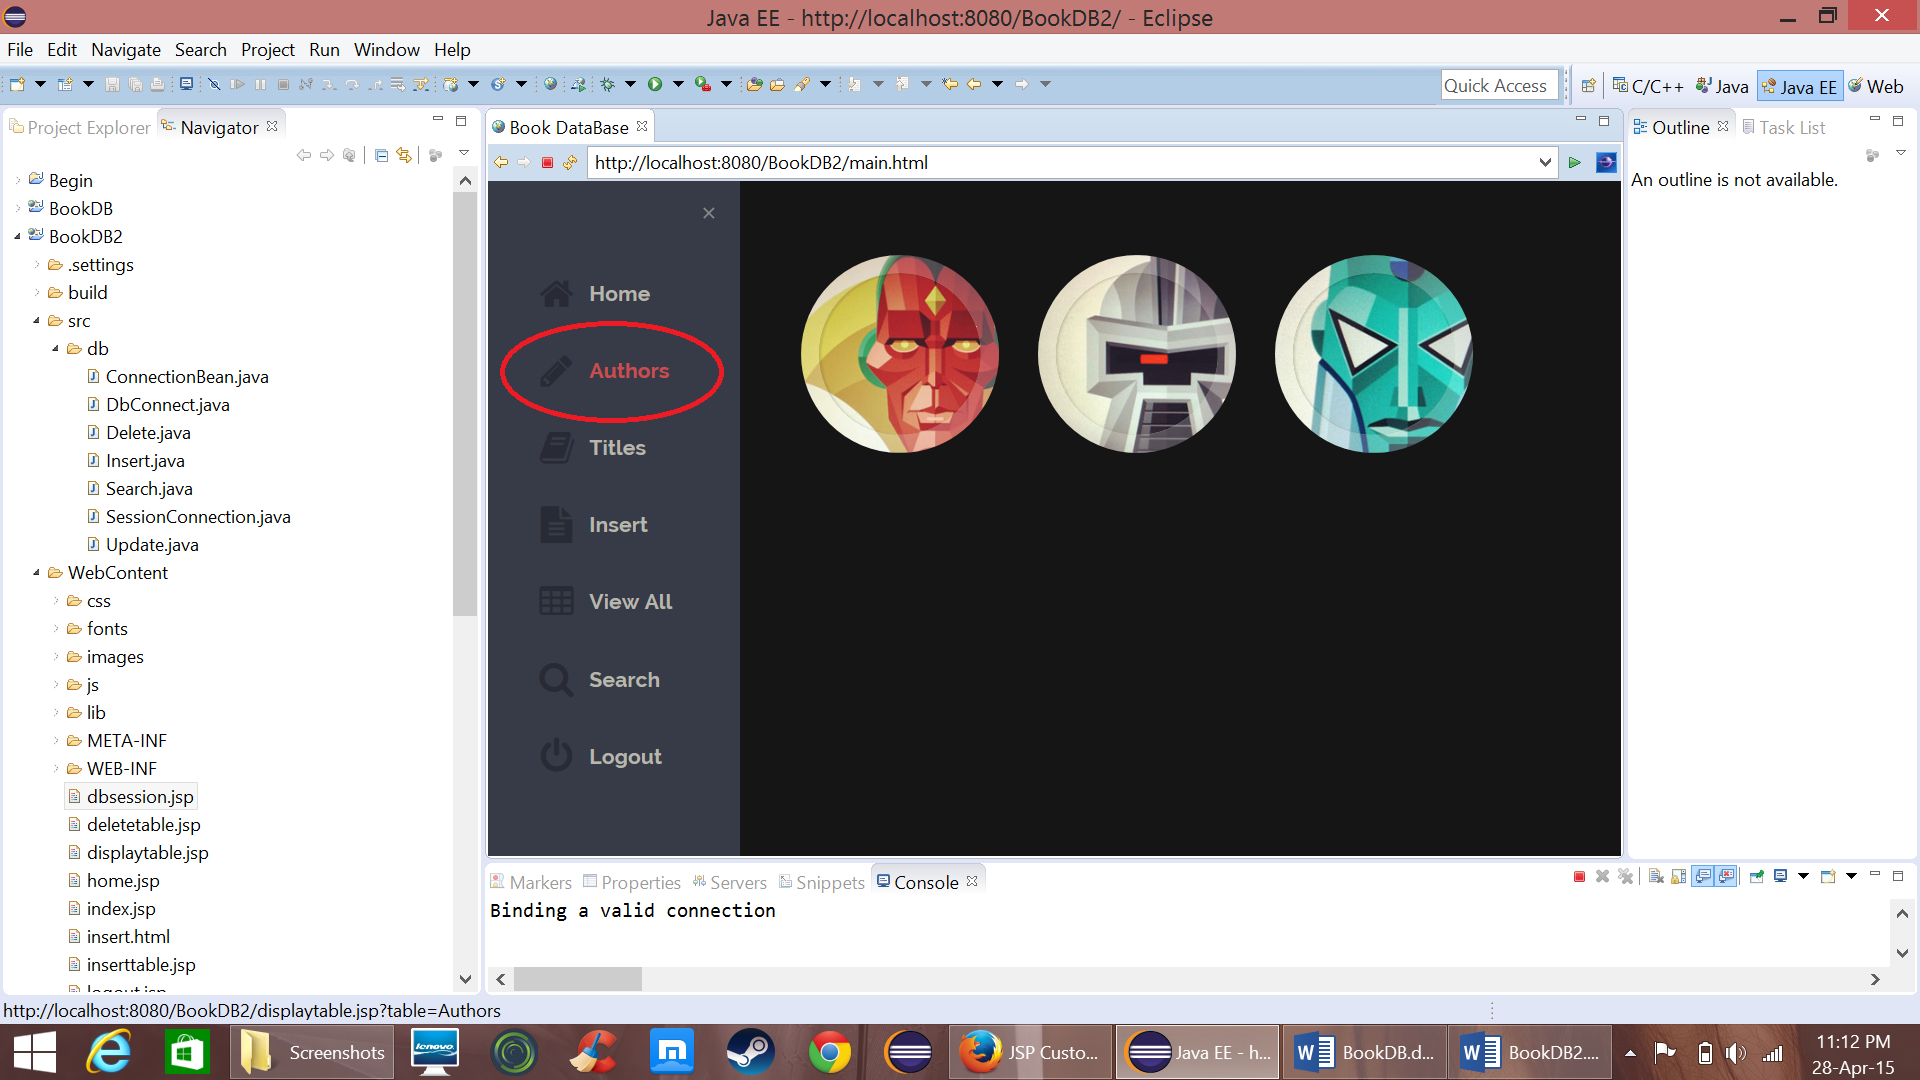 Java EE - http://localhost:8080/BookDB2/ - Eclipse
File Edit Navigate Search Project Run Window Help
Quick Access
C/C++ Java Java EE Web
Project Explorer Navigator
Begin
BookDB
BookDB2
.settings
build
src
db
ConnectionBean.java
DbConnect.java
Delete.java
Insert.java
Search.java
SessionConnection.java
Update.java
WebContent
css
fonts
images
js
lib
META-INF
WEB-INF
dbsession.jsp
deletetable.jsp
displaytable.jsp
home.jsp
index.jsp
insert.html
inserttable.jsp
logout.jsp
Book DataBase
http://localhost:8080/BookDB2/main.html
Home
Authors
Titles
Insert
View All
Search
Logout
Outline Task List
An outline is not available.
Markers Properties Servers Snippets Console
Binding a valid connection
http://localhost:8080/BookDB2/displaytable.jsp?table=Authors
Screenshots
lenovo
JSP Custo...
Java EE - h...
BookDB.d...
BookDB2....
11:12 PM
28-Apr-15